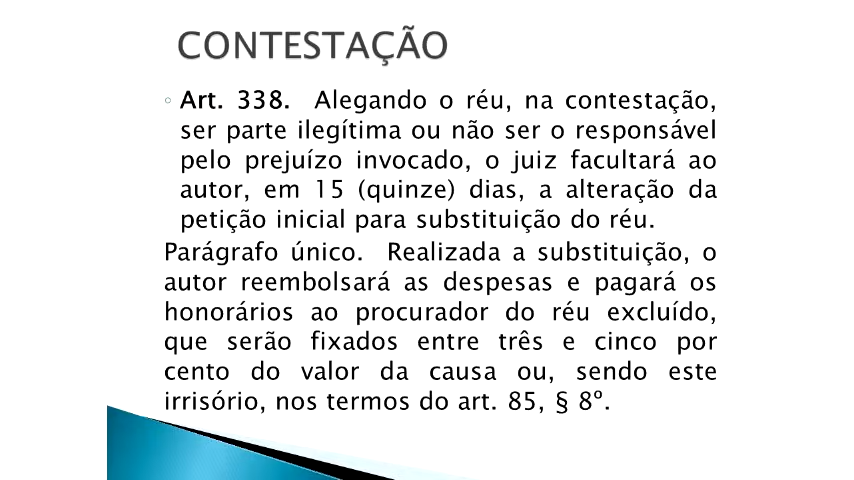 CONTESTAÇÃO
◦ Art. 338. Alegando o réu, na contestação,
ser parte ilegítima ou não ser o responsável
pelo prejuízo invocado, o juiz facultará ao
autor, em 15 (quinze) dias, a alteração da
petição inicial para substituição do réu.
Parágrafo único. Realizada a substituição, o
autor reembolsará as despesas e pagará os
honorários ao procurador do réu excluído,
que serão fixados entre três e cinco por
cento do valor da causa ou, sendo este
irrisório, nos termos do art. 85, § 8º.